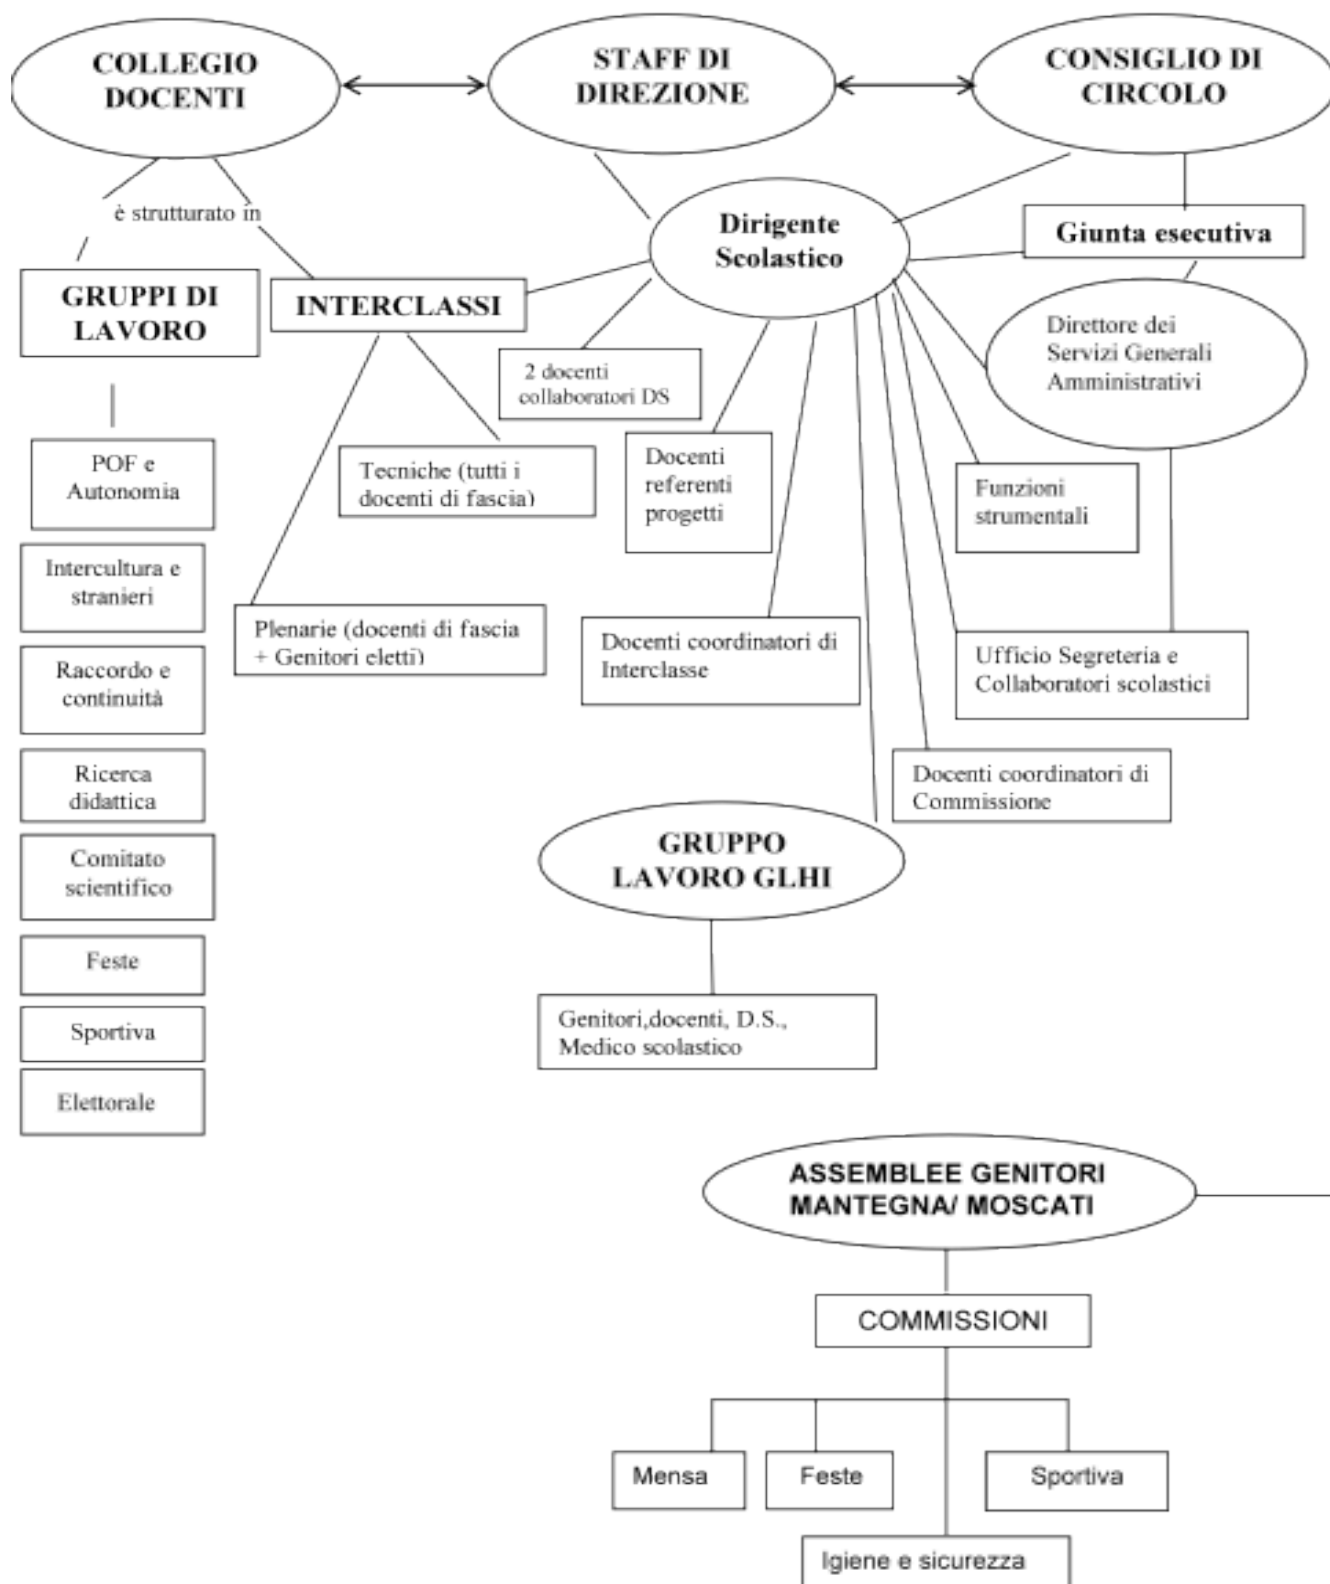 COLLEGIO
DOCENTI
STAFF DI
DIREZIONE
CONSIGLIO DI
CIRCOLO
è strutturato in
Dirigente
Scolastico
Giunta esecutiva
GRUPPI DI
LAVORO
INTERCLASSI
Direttore dei
Servizi Generali
Amministrativi
2 docenti
collaboratori DS
POF e
Autonomia
Tecniche (tutti i
docenti di fascia)
Docenti
referenti
progetti
Funzioni
strumentali
Intercultura e
stranieri
Plenarie (docenti di fascia
+ Genitori eletti)
Docenti coordinatori di
Interclasse
Ufficio Segreteria e
Collaboratori scolastici
Raccordo e
continuità
Ricerca
didattica
Docenti coordinatori di
Commissione
Comitato
scientifico
GRUPPO
LAVORO GLHI
Feste
Sportiva
Genitori,docenti, D.S.,
Medico scolastico
Elettorale
ASSEMBLEE GENITORI
MANTEGNA/ MOSCATI
COMMISSIONI
Mensa
Feste
Sportiva
Igiene e sicurezza